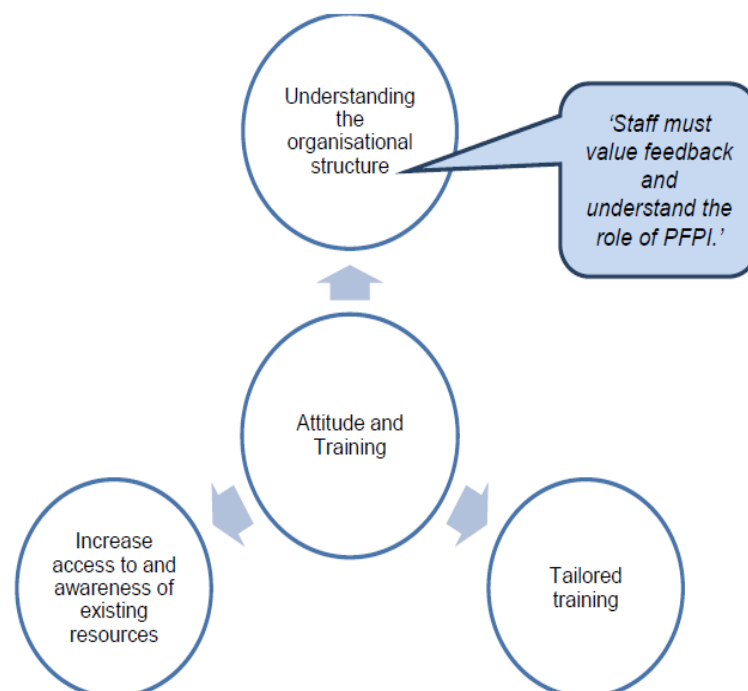 Understanding
the
organisational
structure
‘Staff must
value feedback
and
understand the
role of PFPI.’
Attitude and
Training
Increase
access to and
awareness of
existing
resources
Tailored
training